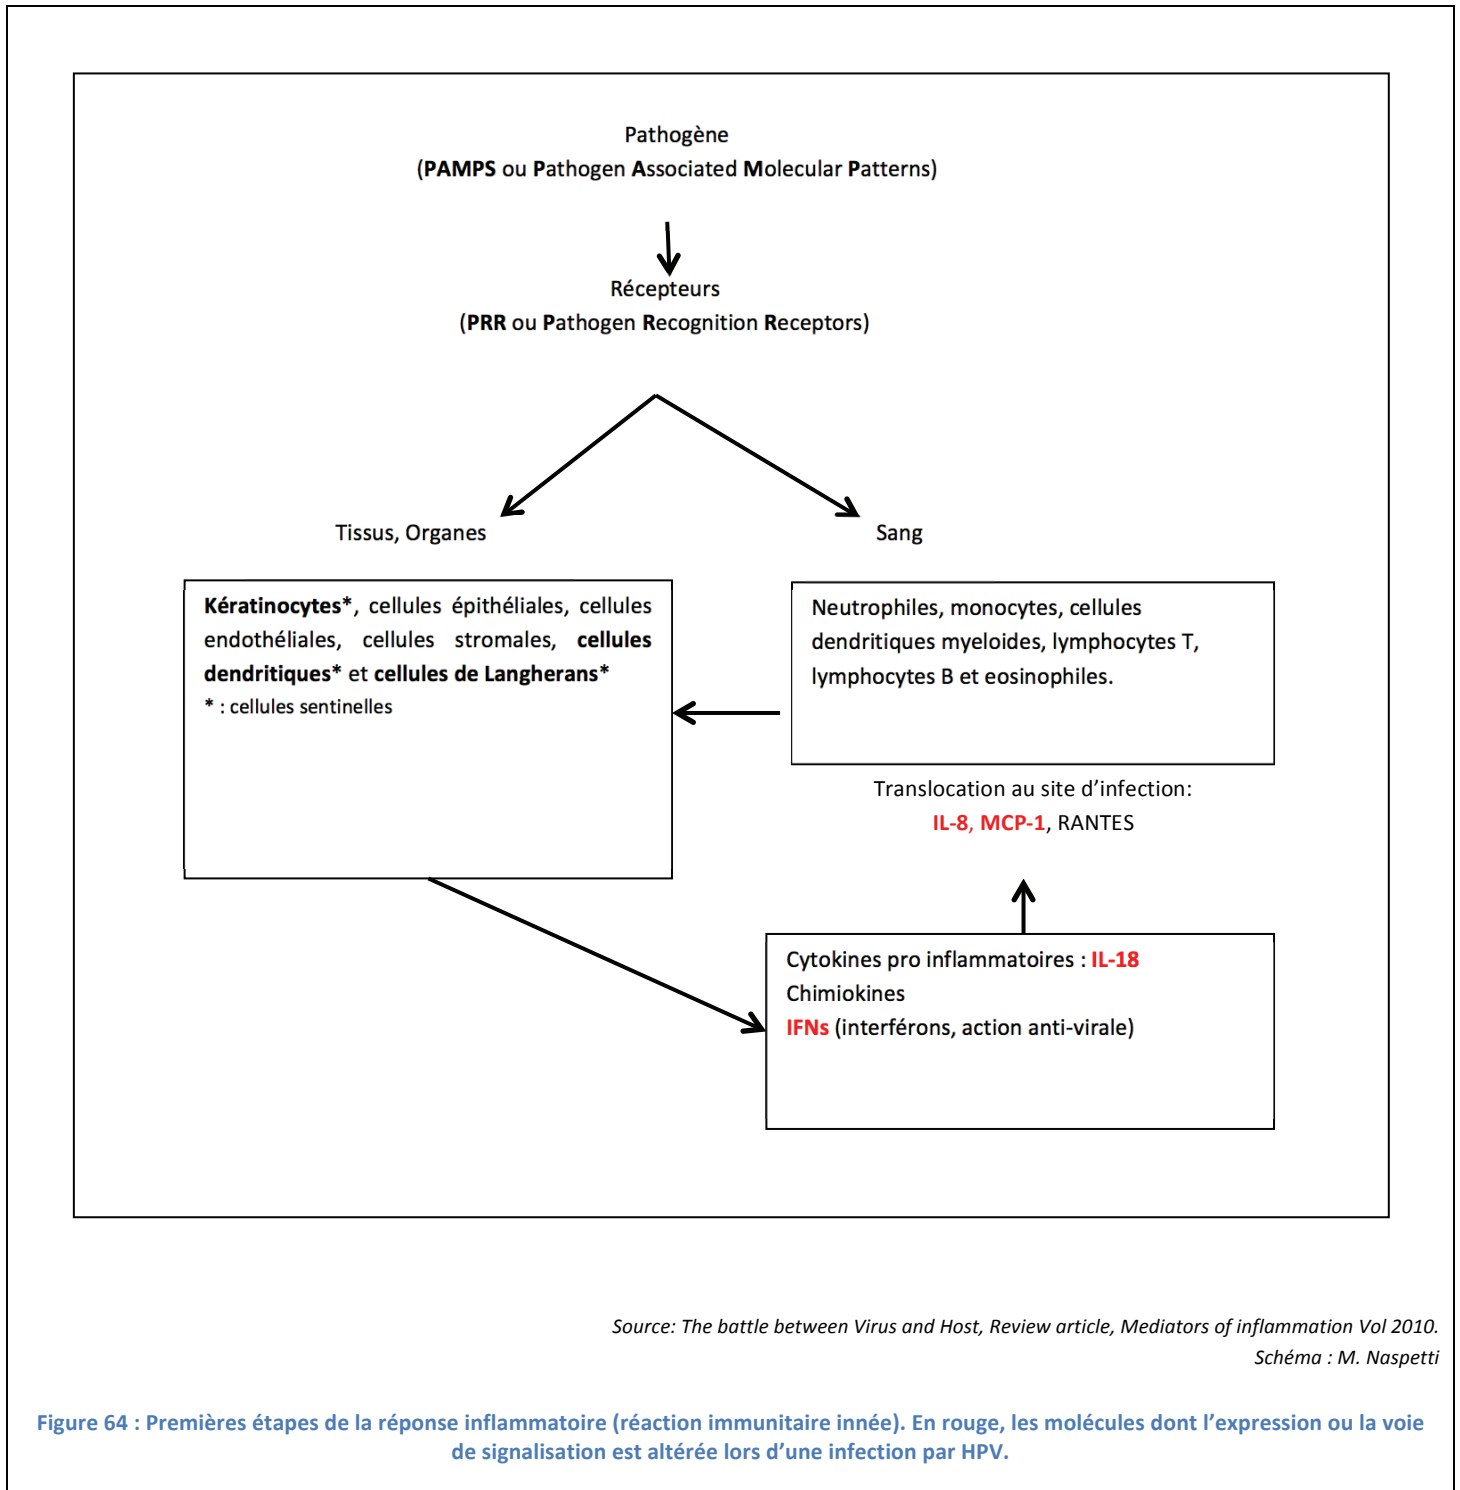 Pathogène
(PAMPS ou Pathogen Associated Molecular Patterns)
Récepteurs
(PRR ou Pathogen Recognition Receptors)
Tissus, Organes
Sang
Kératinocytes*, cellules épithéliales, cellules
endothéliales, cellules stromales, cellules
dendritiques* et cellules de Langherans*
* : cellules sentinelles
Neutrophiles, monocytes, cellules
dendritiques myeloides, lymphocytes T,
lymphocytes B et eosinophiles.
Translocation au site d'infection:
IL-8, MCP-1, RANTES
Cytokines pro inflammatoires : IL-18
Chimiokines
IFNs (interférons, action anti-virale)
Source: The battle between Virus and Host, Review article, Mediators of inflammation Vol 2010.
Schéma : M. Naspetti
Figure 64 : Premières étapes de la réponse inflammatoire (réaction immunitaire innée). En rouge, les molécules dont l'expression ou la voie
de signalisation est altérée lors d'une infection par HPV.